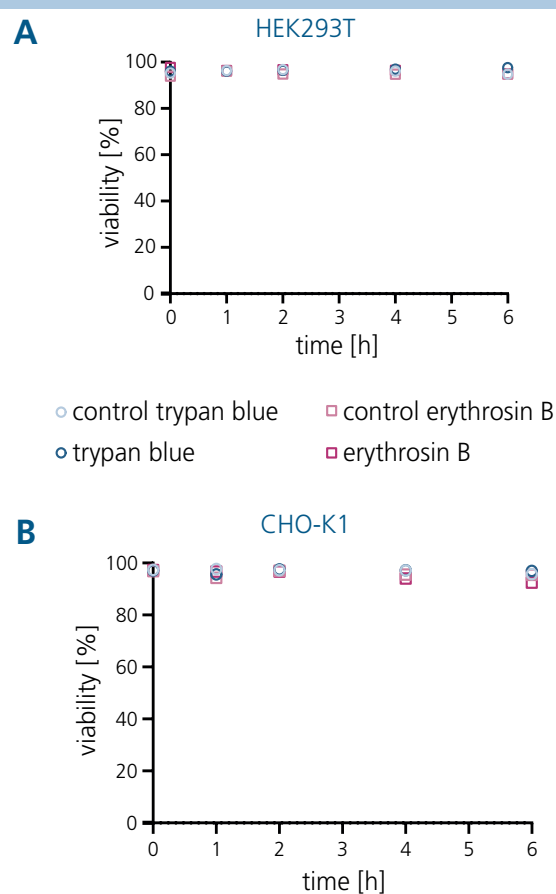 A
HEK293T
viability [%]
100
80
60
40
20
0
0 1 2 3 4 5 6
time [h]
control trypan blue control erythrosin B
trypan blue erythrosin B
B
CHO-K1
viability [%]
100
80
60
40
20
0
0 1 2 3 4 5 6
time [h]